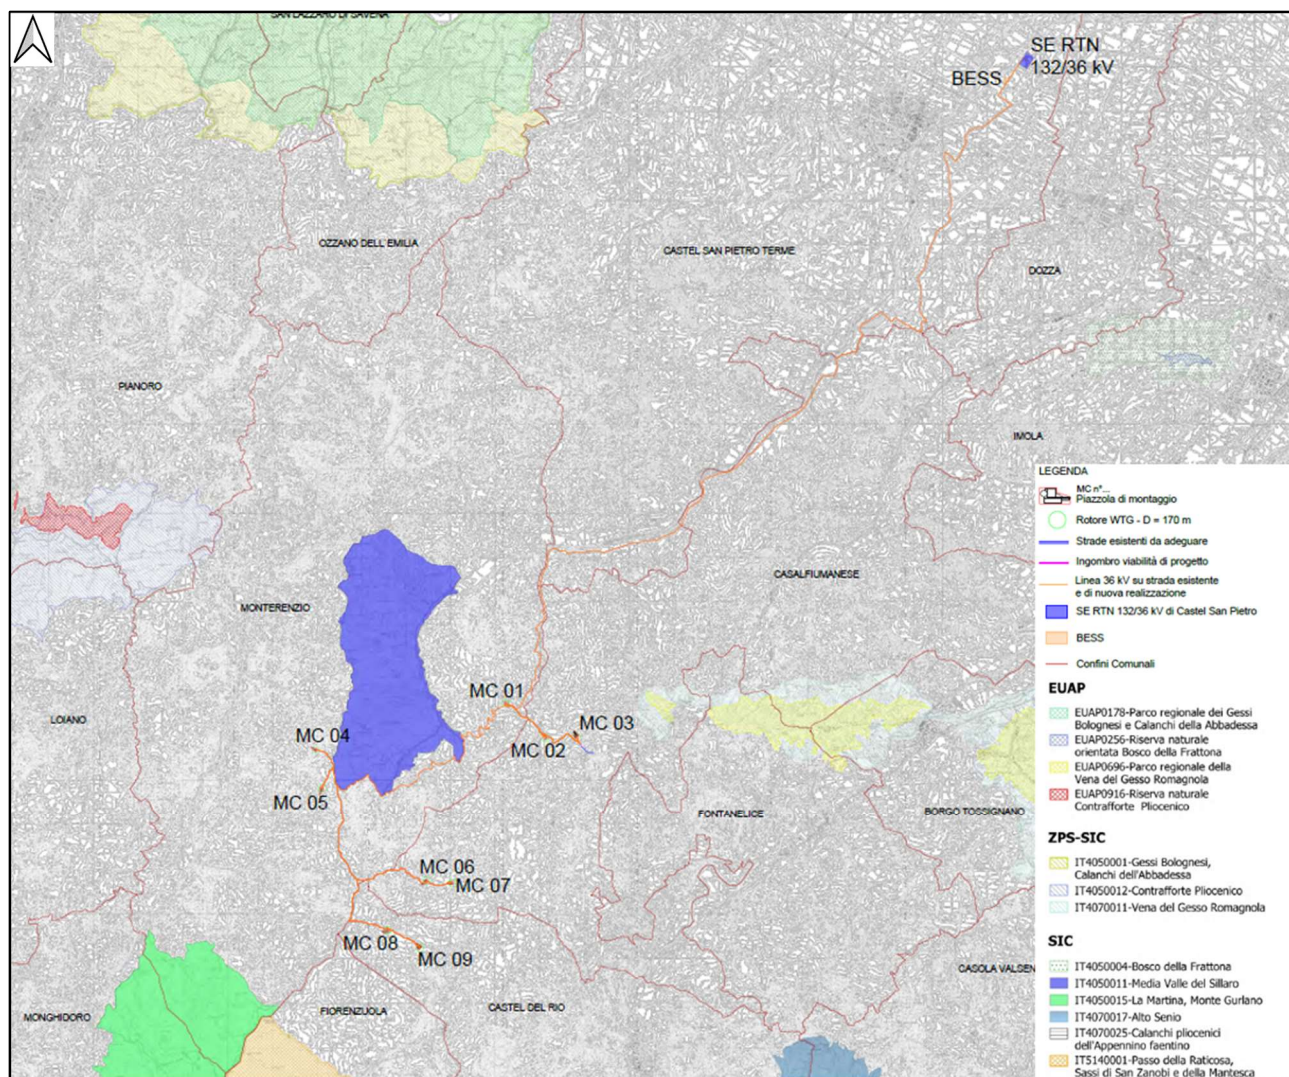 SAN LAZZARO DI SAVENA
SE RTN
132/36 kV
BESS
OZZANO DELL'EMILIA
CASTEL SAN PIETRO TERME
DOZZA
PIANORO
IMOLA
CASALFIUMANESE
MONTERENZIO
MC 01
MC 03
MC 02
LOIANO
MC 04
MC 05
FONTANELICE
BORGO TOSSIGNANO
MC 06
MC 07
MC 08
MC 09
CASOLA VALSEN
MONGHIDORO
FIORENZUOLA
CASTEL DEL RIO
LEGENDA
MC n°...
Piazzola di montaggio
Rotore WTG - D = 170 m
Strade esistenti da adeguare
Ingombro viabilità di progetto
Linea 36 kV su strada esistente
e di nuova realizzazione
SE RTN 132/36 kV di Castel San Pietro
BESS
Confini Comunali
EUAP
EUAP0178-Parco regionale dei Gessi
Bolognesi e Calanchi della Abbadessa
EUAP0256-Riserva naturale
orientata Bosco della Frattona
EUAP0696-Parco regionale della
Vena del Gesso Romagnola
EUAP0916-Riserva naturale
Contrafforte Pliocenico
ZPS-SIC
IT4050001-Gessi Bolognesi,
Calanchi dell'Abbadessa
IT4050012-Contrafforte Pliocenico
IT4070011-Vena del Gesso Romagnola
SIC
IT4050004-Bosco della Frattona
IT4050011-Media Valle del Sillaro
IT4050015-La Martina, Monte Gurlano
IT4070017-Alto Senio
IT4070025-Calanchi pliocenici
dell'Appennino faentino
IT5140001-Passo della Raticosa,
Sassi di San Zanobi e della Mantesca